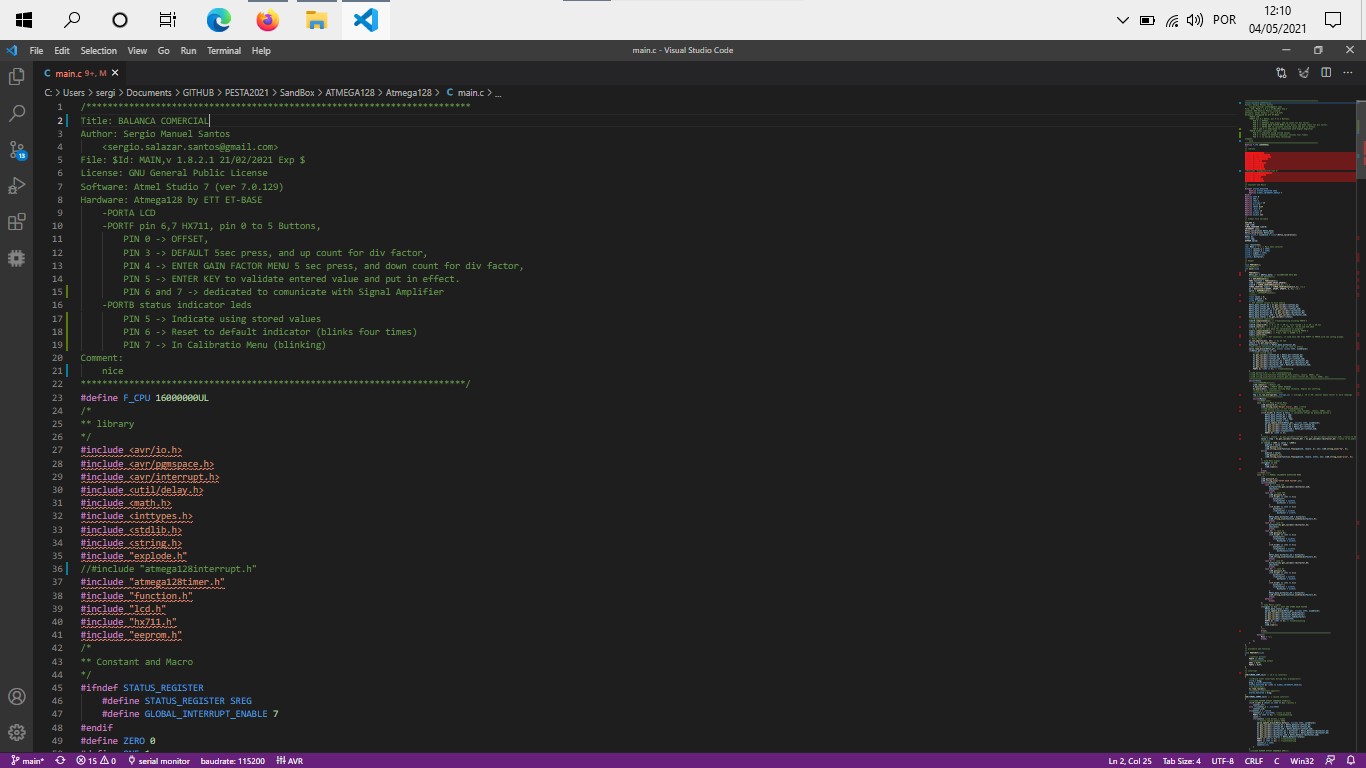 POR
12:10
04/05/2021
File Edit Selection View Go Run Terminal Help
main.c - Visual Studio Code
C main.c 9+, M
C: > Users > sergi > Documents > GITHUB > PESTA2021 > SandBox > ATMEGA128 > Atmega128 > C main.c > ...
1 /************************************************************************
2 Title: BALANCA COMERCIAL
3 Author: Sergio Manuel Santos
4 <sergio.salazar.santos@gmail.com>
5 File: $Id: MAIN,v 1.8.2.1 21/02/2021 Exp $
6 License: GNU General Public License
7 Software: Atmel Studio 7 (ver 7.0.129)
8 Hardware: Atmega128 by ETT ET-BASE
9 -PORTA LCD
10 -PORTF pin 6,7 HX711, pin 0 to 5 Buttons,
11 PIN 0 -> OFFSET,
12 PIN 3 -> DEFAULT 5sec press, and up count for div factor,
13 PIN 4 -> ENTER GAIN FACTOR MENU 5 sec press, and down count for div factor,
14 PIN 5 -> ENTER KEY to validate entered value and put in effect.
15 PIN 6 and 7 -> dedicated to comunicate with Signal Amplifier
16 -PORTB status indicator leds
17 PIN 5 -> Indicate using stored values
18 PIN 6 -> Reset to default indicator (blinks four times)
19 PIN 7 -> In Calibratio Menu (blinking)
20 Comment:
21 nice
22 ************************************************************************/
23 #define F_CPU 16000000UL
24 /*
25 ** library
26 */
27 #include <avr/io.h>
28 #include <avr/pgmspace.h>
29 #include <avr/interrupt.h>
30 #include <util/delay.h>
31 #include <math.h>
32 #include <inttypes.h>
33 #include <stdlib.h>
34 #include <string.h>
35 #include "explode.h"
36 //#include "atmega128interrupt.h"
37 #include "atmega128timer.h"
38 #include "function.h"
39 #include "lcd.h"
40 #include "hx711.h"
41 #include "eeprom.h"
42 /*
43 ** Constant and Macro
44 */
45 #ifndef STATUS_REGISTER
46 #define STATUS_REGISTER SREG
47 #define GLOBAL_INTERRUPT_ENABLE 7
48 #endif
49 #define ZERO 0
13
main* 15 0 serial monitor baudrate: 115200 AVR
Ln 2, Col 25 Tab Size: 4 UTF-8 CRLF C Win32